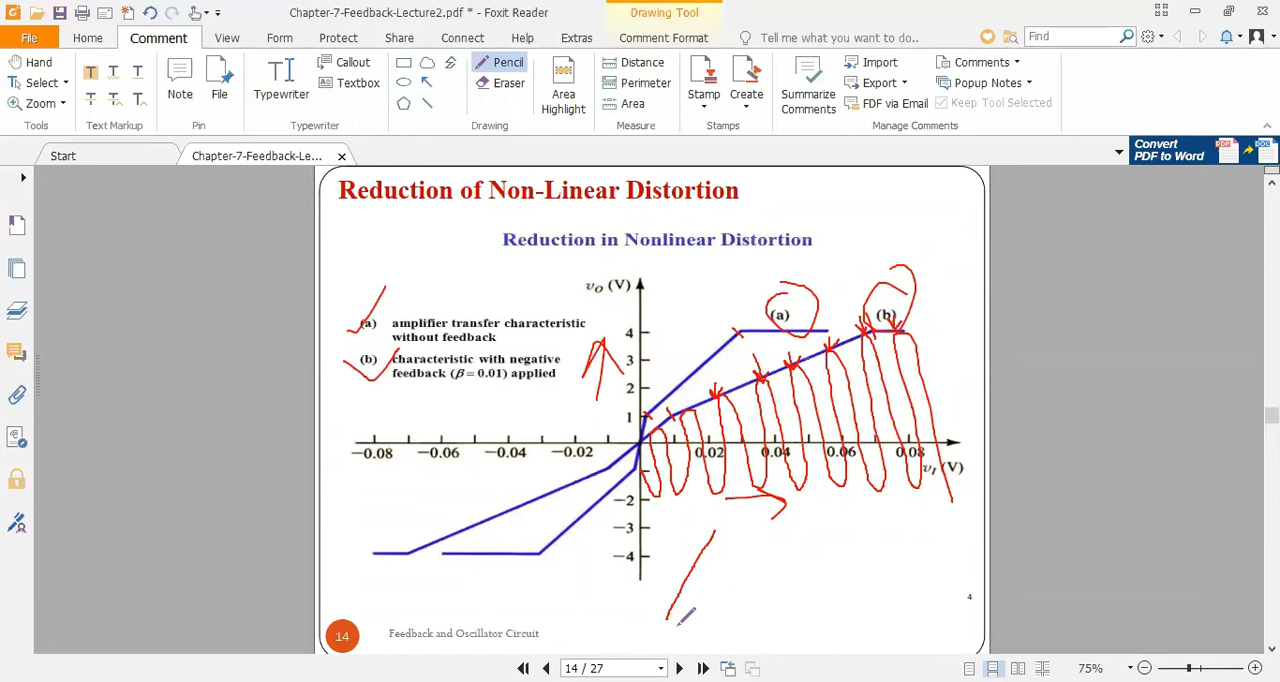 Chapter-7-Feedback-Lecture2.pdf * - Foxit Reader
Drawing Tool
File Home Comment View Form Protect Share Connect Help Extras Comment Format Tell me what you want to do.. Find
Hand
Select
Zoom
Tools
T T T
T T T
Text Markup
Note
File
Pin
Typewriter
Callout
Textbox
Typewriter
Pencil
Eraser
Drawing
Area
Highlight
Distance
Perimeter
Area
Measure
Stamp
Create
Stamps
Summarize
Comments
Import
Export
FDF via Email
Comments
Popup Notes
Keep Tool Selected
Manage Comments
Start
Chapter-7-Feedback-Le...
Convert
PDF to Word
Reduction of Non-Linear Distortion
Reduction in Nonlinear Distortion
(a) amplifier transfer characteristic
without feedback
(b) characteristic with negative
feedback (β = 0.01) applied
vO (V)
(a)
(b)
4
3
2
1
−0.08 −0.06 −0.04 −0.02 0.02 0.04 0.06 0.08
vI (V)
−2
−3
−4
4
14
Feedback and Oscillator Circuit
14 / 27
75%